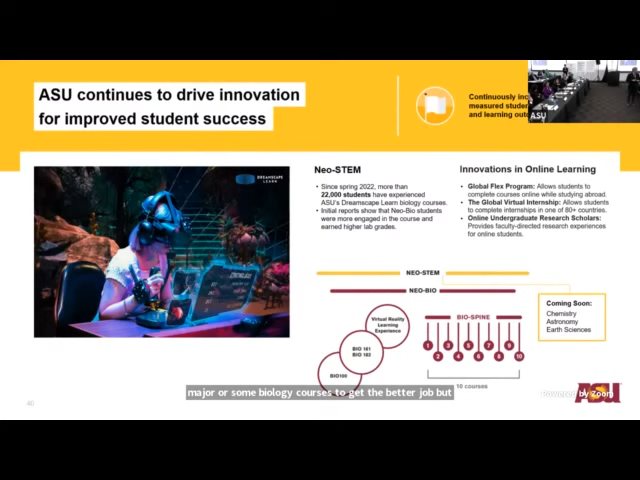 ASU continues to drive innovation
for improved student success
Continuously
measured
and learning
ASU
DREAMSCAPE
LEARN
Neo-STEM
• Since spring 2022, more than
22,000 students have experienced
ASU's Dreamscape Learn biology courses.
• Initial reports show that Neo-Bio students
were more engaged in the course and
earned higher lab grades.
Innovations in Online Learning
• Global Flex Program: Allows students to
complete courses online while studying abroad.
• The Global Virtual Internship: Allows students
to complete internships in one of 80+ countries.
• Online Undergraduate Research Scholars:
Provides faculty-directed research experiences
for online students.
NEO-STEM
NEO-BIO
Virtual Reality
Learning
Experience
BIO 181
BIO 182
BIO100
BIO-SPINE
1 3 5 7 9
2 4 6 8 10
10 courses
Coming Soon:
Chemistry
Astronomy
Earth Sciences
major or some biology courses to get the better job but
ASU
Powered by Zoom